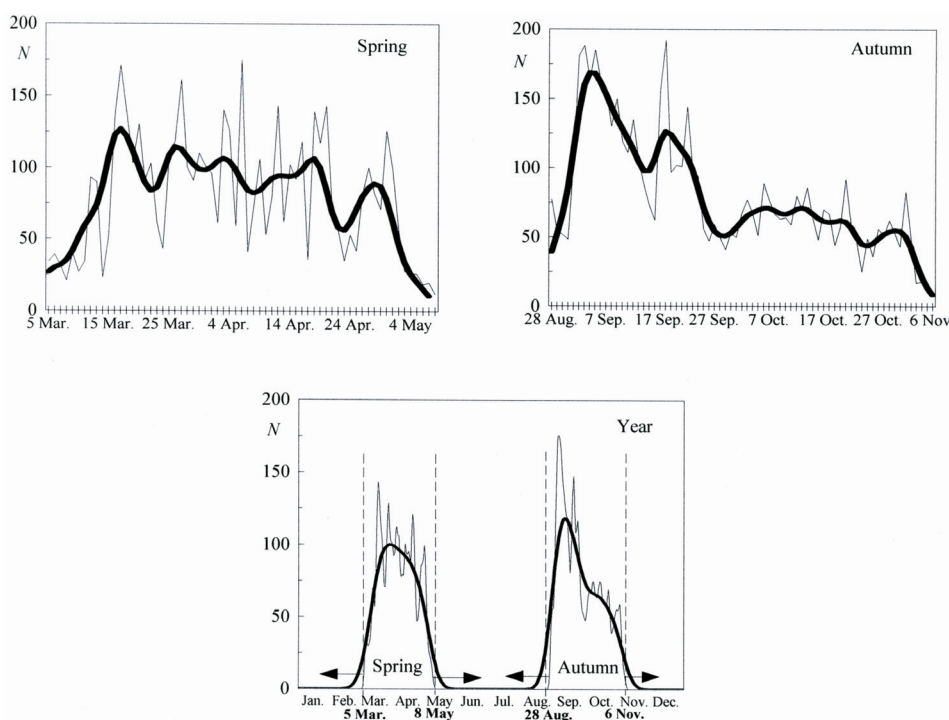 200
N
Spring
150
100
50
0
5 Mar. 15 Mar. 25 Mar. 4 Apr. 14 Apr. 24 Apr. 4 May
200
N
Autumn
150
100
50
0
28 Aug. 7 Sep. 17 Sep. 27 Sep. 7 Oct. 17 Oct. 27 Oct. 6 Nov
200
N
Year
150
100
50
Spring
Autumn
0
Jan. Feb. Mar. Apr. May Jun. Jul. Aug. Sep. Oct. Nov. Dec.
5 Mar. 8 May 28 Aug. 6 Nov.